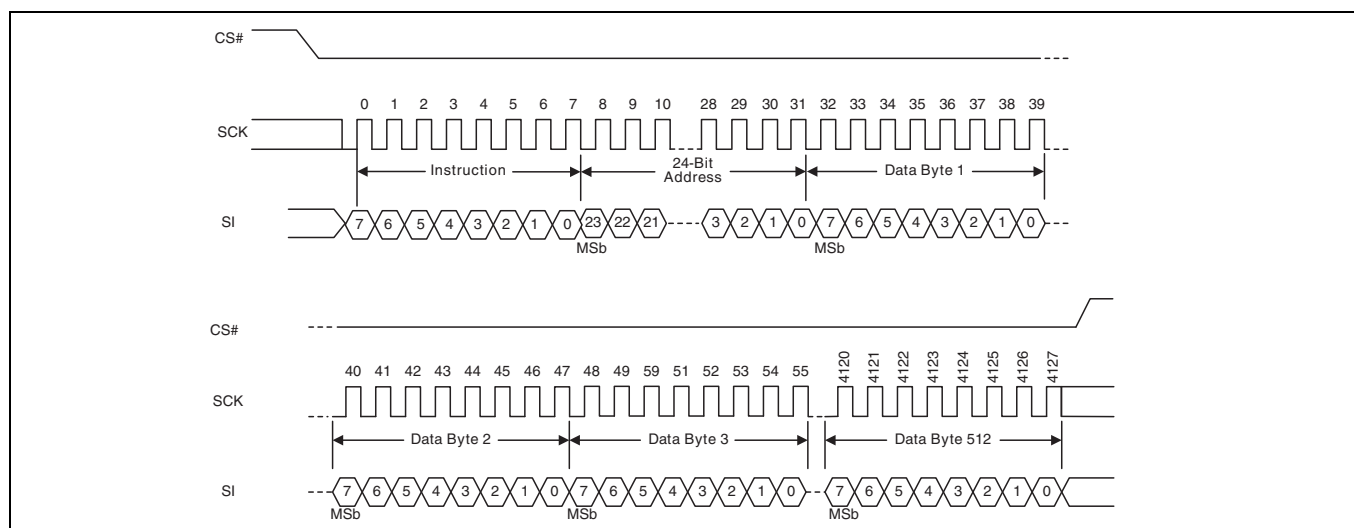 CS#
0 1 2 3 4 5 6 7 8 9 10 28 29 30 31 32 33 34 35 36 37 38 39
SCK
Instruction 24-Bit Address Data Byte 1
SI 7 6 5 4 3 2 1 0 23 22 21 3 2 1 0 7 6 5 4 3 2 1 0
MSb MSb
CS#
40 41 42 43 44 45 46 47 48 49 59 51 52 53 54 55 4120 4121 4122 4123 4124 4125 4126 4127
SCK
Data Byte 2 Data Byte 3 Data Byte 512
SI 7 6 5 4 3 2 1 0 7 6 5 4 3 2 1 0 7 6 5 4 3 2 1 0
MSb MSb MSb